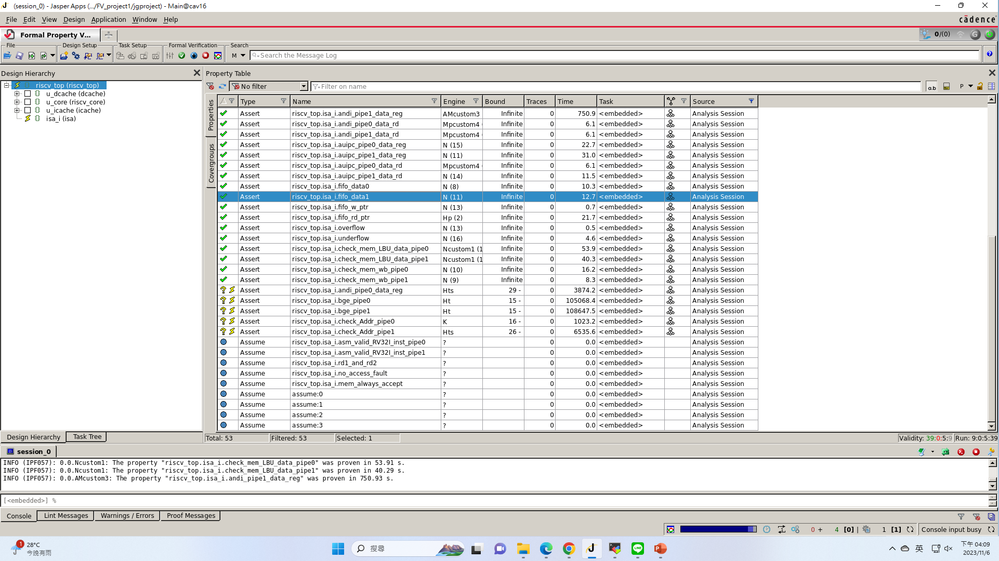 (session_0) - Jasper Apps (.../FV_project1/jgproject) - Main@cav16
File Edit View Design Application Window Help
cādence
Formal Property V...
0/(0)
File Design Setup Task Setup Formal Verification Search
M Search the Message Log
Design Hierarchy
riscv_top (riscv_top)
u_dcache (dcache)
u_core (riscv_core)
u_icache (icache)
isa_i (isa)
Design Hierarchy Task Tree
Property Table
No filter Filter on name a.b P
Properties
Covergroups
Type Name Engine Bound Traces Time Task Source
Assert riscv_top.isa_i.andi_pipe1_data_reg AMcustom3 Infinite 0 750.9 <embedded> Analysis Session
Assert riscv_top.isa_i.andi_pipe0_data_rd Mpcustom4 Infinite 0 6.1 <embedded> Analysis Session
Assert riscv_top.isa_i.andi_pipe1_data_rd Mpcustom4 Infinite 0 6.1 <embedded> Analysis Session
Assert riscv_top.isa_i.auipc_pipe0_data_reg N (15) Infinite 0 22.7 <embedded> Analysis Session
Assert riscv_top.isa_i.auipc_pipe1_data_reg N (11) Infinite 0 31.0 <embedded> Analysis Session
Assert riscv_top.isa_i.auipc_pipe0_data_rd Mpcustom4 Infinite 0 6.1 <embedded> Analysis Session
Assert riscv_top.isa_i.auipc_pipe1_data_rd N (14) Infinite 0 11.5 <embedded> Analysis Session
Assert riscv_top.isa_i.fifo_data0 N (8) Infinite 0 10.3 <embedded> Analysis Session
Assert riscv_top.isa_i.fifo_data1 N (11) Infinite 0 12.7 <embedded> Analysis Session
Assert riscv_top.isa_i.fifo_w_ptr N (13) Infinite 0 0.7 <embedded> Analysis Session
Assert riscv_top.isa_i.fifo_rd_ptr Hp (2) Infinite 0 21.7 <embedded> Analysis Session
Assert riscv_top.isa_i.overflow N (13) Infinite 0 0.5 <embedded> Analysis Session
Assert riscv_top.isa_i.underflow N (16) Infinite 0 4.6 <embedded> Analysis Session
Assert riscv_top.isa_i.check_mem_LBU_data_pipe0 Ncustom1 (1 Infinite 0 53.9 <embedded> Analysis Session
Assert riscv_top.isa_i.check_mem_LBU_data_pipe1 Ncustom1 (1 Infinite 0 40.3 <embedded> Analysis Session
Assert riscv_top.isa_i.check_mem_wb_pipe0 N (10) Infinite 0 16.2 <embedded> Analysis Session
Assert riscv_top.isa_i.check_mem_wb_pipe1 N (9) Infinite 0 8.3 <embedded> Analysis Session
? Assert riscv_top.isa_i.andi_pipe0_data_reg Hts 29 - 0 3874.2 <embedded> Analysis Session
? Assert riscv_top.isa_i.bge_pipe0 Ht 15 - 0 105068.4 <embedded> Analysis Session
? Assert riscv_top.isa_i.bge_pipe1 Ht 15 - 0 108647.5 <embedded> Analysis Session
? Assert riscv_top.isa_i.check_Addr_pipe0 K 16 - 0 1023.2 <embedded> Analysis Session
? Assert riscv_top.isa_i.check_Addr_pipe1 Hts 26 - 0 6535.6 <embedded> Analysis Session
Assume riscv_top.isa_i.asm_valid_RV32I_inst_pipe0 ? 0 0.0 <embedded> Analysis Session
Assume riscv_top.isa_i.asm_valid_RV32I_inst_pipe1 ? 0 0.0 <embedded> Analysis Session
Assume riscv_top.isa_i.rd1_and_rd2 ? 0 0.0 <embedded> Analysis Session
Assume riscv_top.isa_i.no_access_fault ? 0 0.0 <embedded> Analysis Session
Assume riscv_top.isa_i.mem_always_accept ? 0 0.0 <embedded> Analysis Session
Assume assume:0 ? 0 0.0 <embedded> Analysis Session
Assume assume:1 ? 0 0.0 <embedded> Analysis Session
Assume assume:2 ? 0 0.0 <embedded> Analysis Session
Assume assume:3 ? 0 0.0 <embedded> Analysis Session
Total: 53 Filtered: 53 Selected: 1 Validity: 39:0:5:9 Run: 9:0:5:39
session_0
INFO (IPF057): 0.0.Ncustom1: The property "riscv_top.isa_i.check_mem_LBU_data_pipe0" was proven in 53.91 s.
INFO (IPF057): 0.0.Ncustom1: The property "riscv_top.isa_i.check_mem_LBU_data_pipe1" was proven in 40.29 s.
INFO (IPF057): 0.0.AMcustom3: The property "riscv_top.isa_i.andi_pipe1_data_reg" was proven in 750.93 s.
[<embedded>] %
Console Lint Messages Warnings / Errors Proof Messages
0 + 4 [0] | 1 [1] Console input busy
1 28°C
今晚有雨
搜尋
英
下午 04:09
2023/11/6